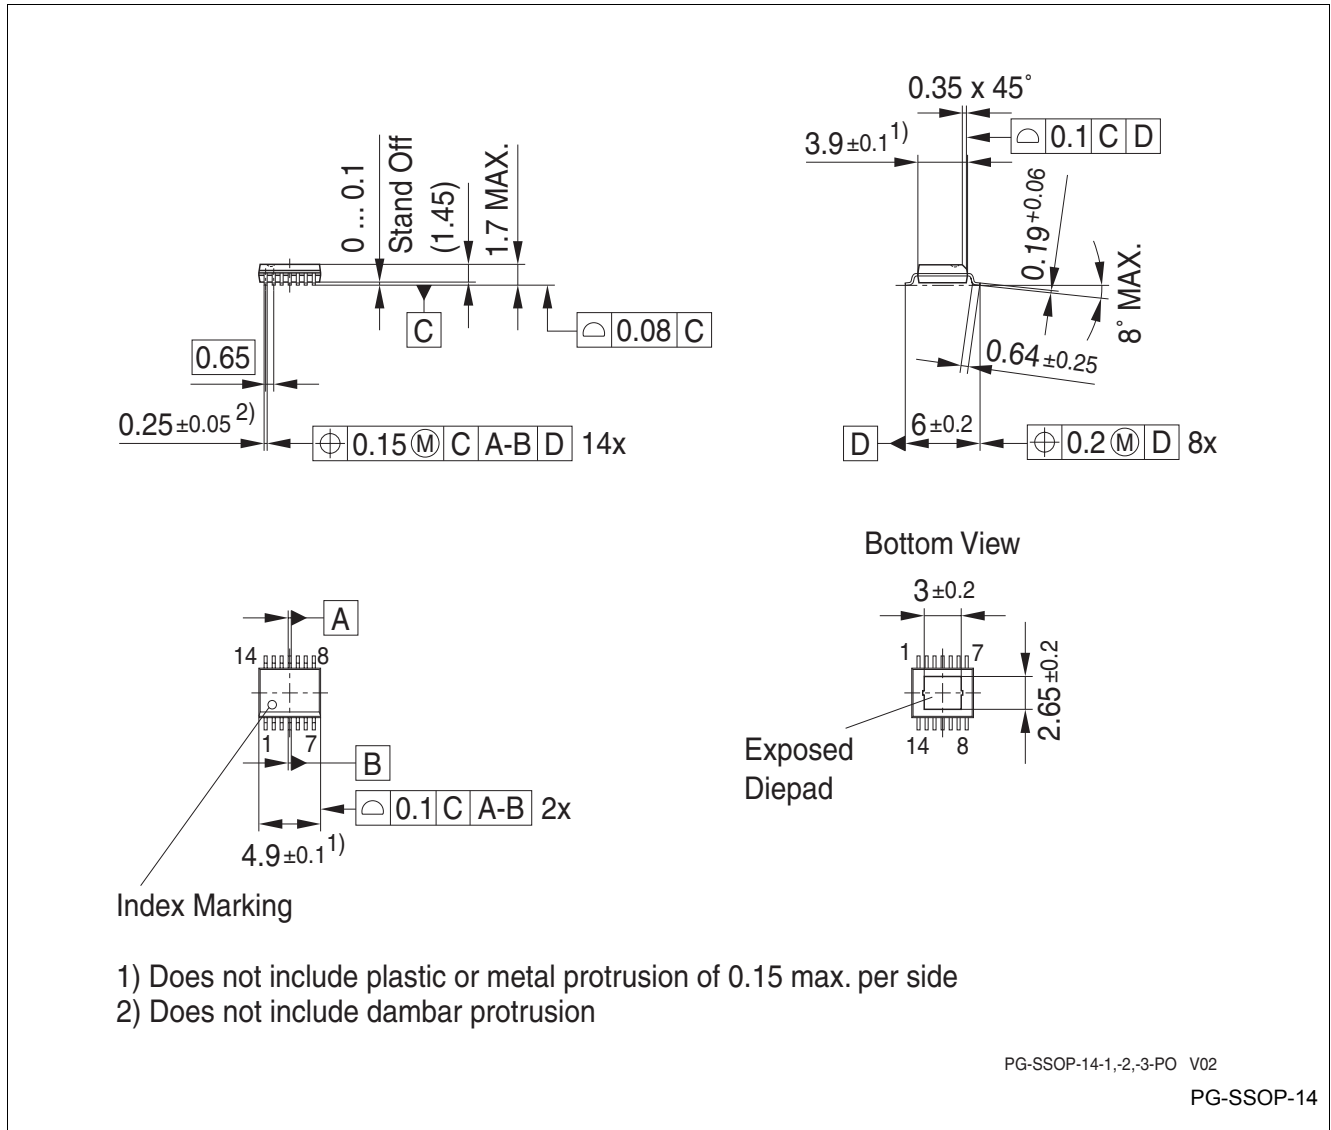 0 ... 0.1
Stand Off
(1.45)
1.7 MAX.
C
0.08 C
0.65
0.25±0.05 2)
0.15 Ⓜ C A-B D 14x
0.35 x 45°
3.9±0.1 1)
0.1 C D
0.19 +0.06
8° MAX.
0.64±0.25
D
6±0.2
0.2 Ⓜ D 8x
A
14 8
1 7
B
0.1 C A-B 2x
4.9±0.1 1)
Index Marking
Bottom View
3±0.2
1 7
2.65±0.2
14 8
Exposed
Diepad
1) Does not include plastic or metal protrusion of 0.15 max. per side
2) Does not include dambar protrusion
PG-SSOP-14-1,-2,-3-PO V02
PG-SSOP-14